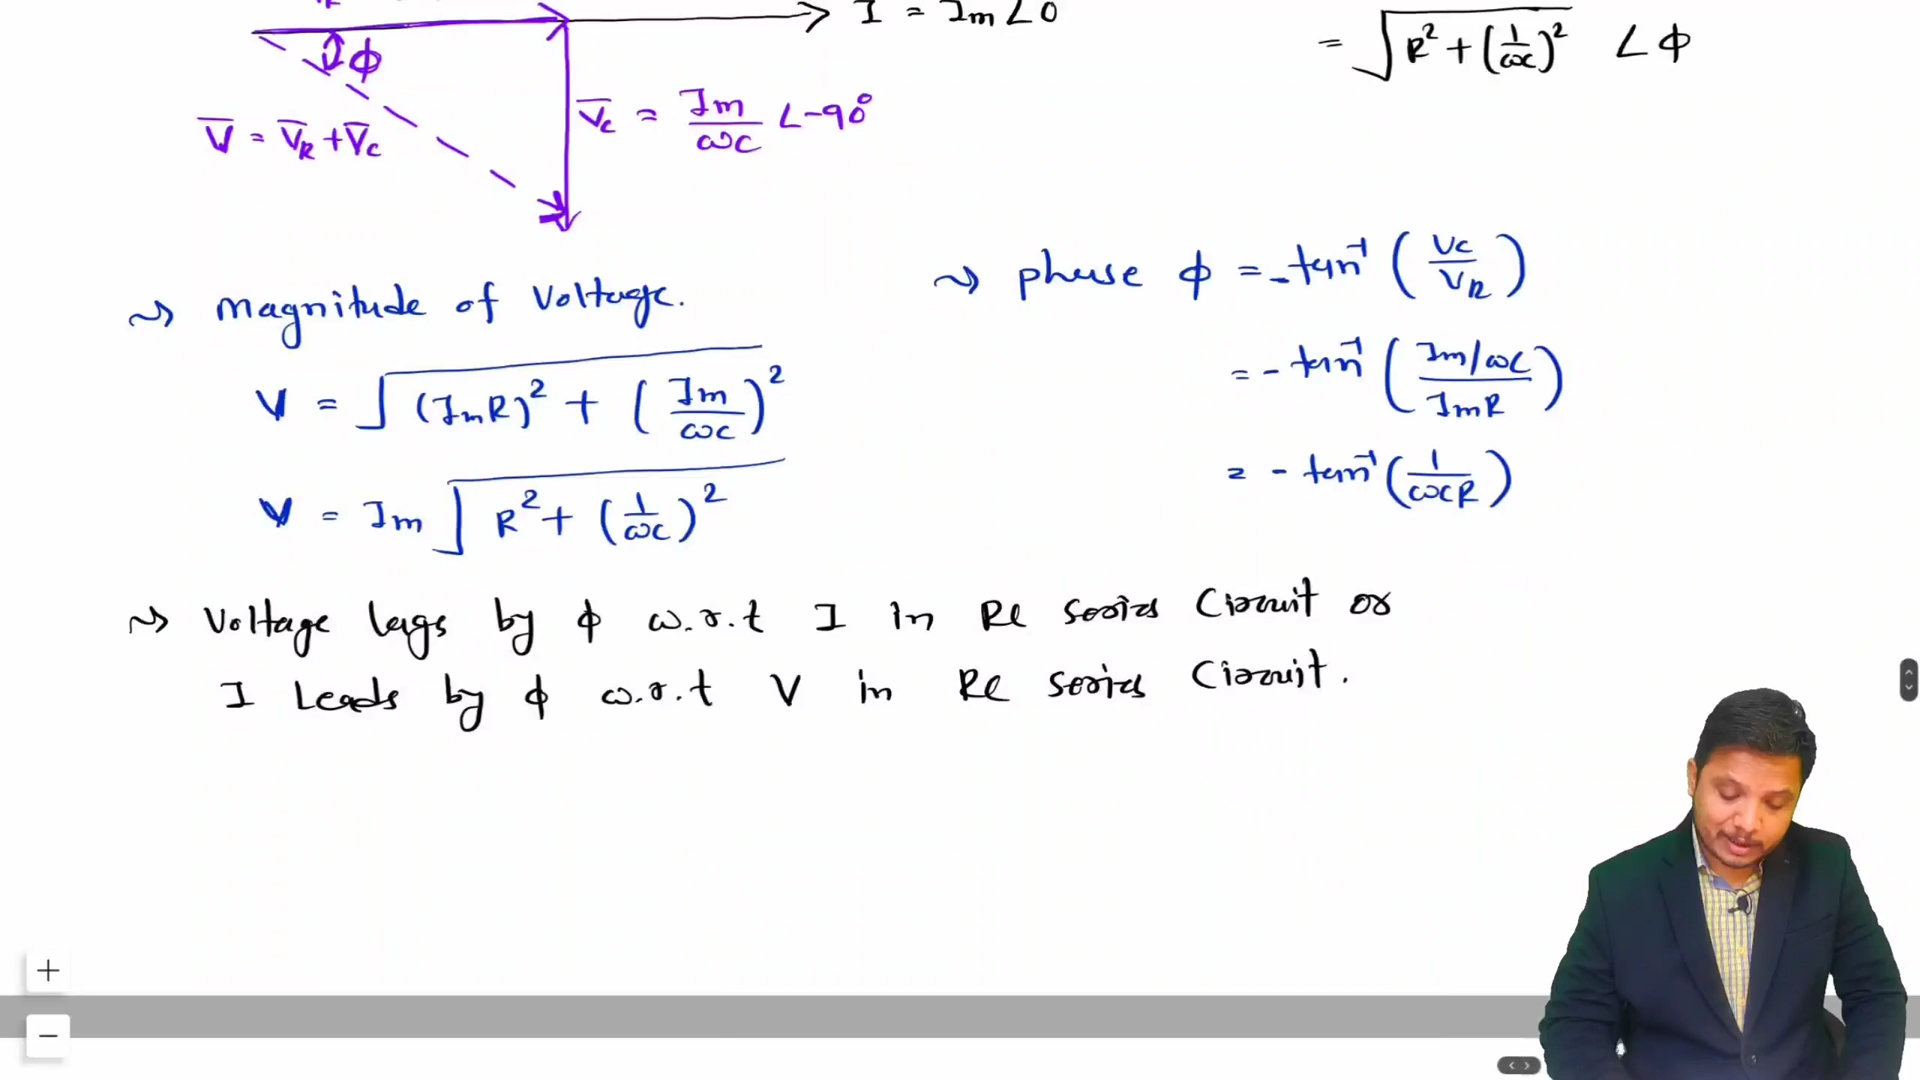 I = Im∠0
= √(R² + (1/ωC)²) ∠ϕ
ϕ
V̅C = Im/ωC ∠-90°
V̅ = V̅R + V̅C
~> Magnitude of Voltage.
V = √((ImR)² + (Im/ωC)²)
V = Im √(R² + (1/ωC)²)
~> phase ϕ = -tan⁻¹(VC/VR)
= -tan⁻¹((Im/ωC)/(ImR))
= -tan⁻¹(1/ωCR)
~> Voltage lags by ϕ w.r.t I in RC series Circuit or
I Leads by ϕ w.r.t V in RC series Circuit.